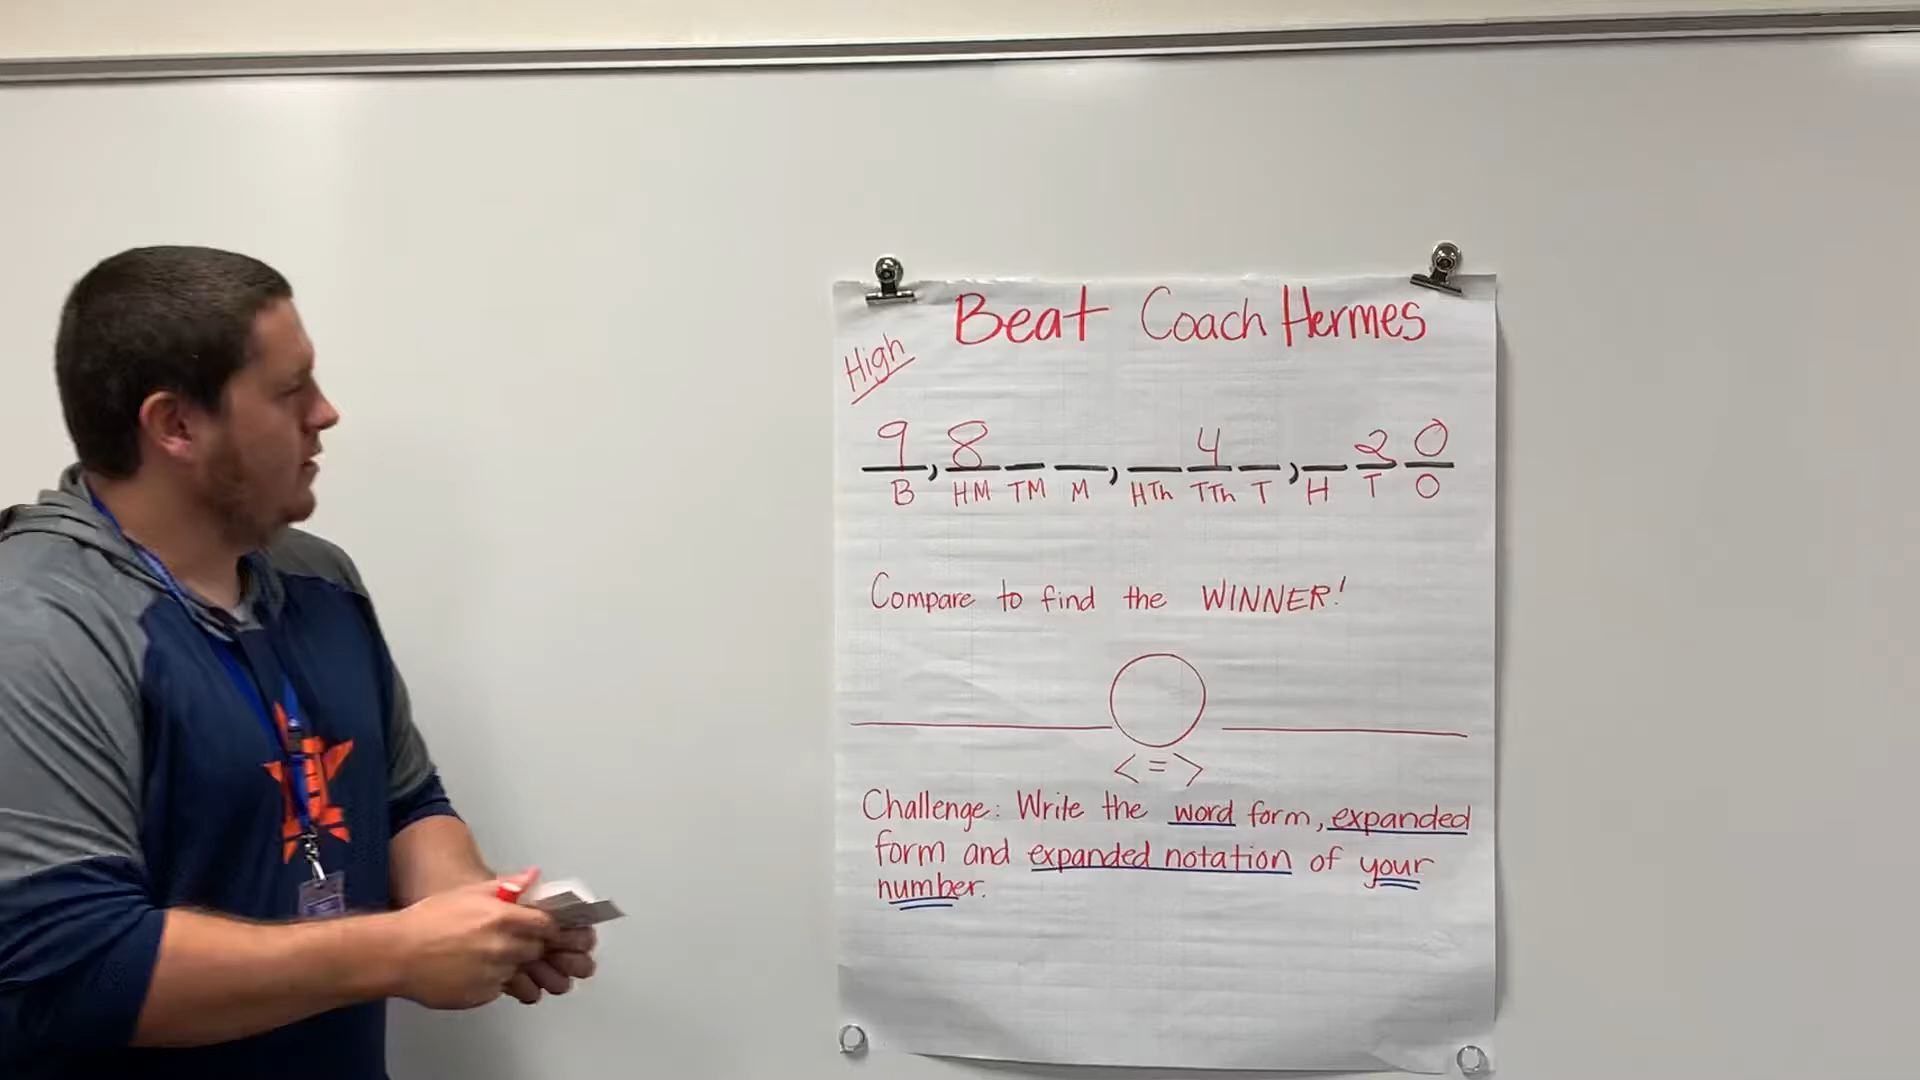 Beat Coach Hermes
High
9, 8 _ _, _ 4 _, _ 2 0
B HM TM M HTh TTh T H T O
Compare to find the WINNER!
< = >
Challenge: Write the word form, expanded
form and expanded notation of your
number.